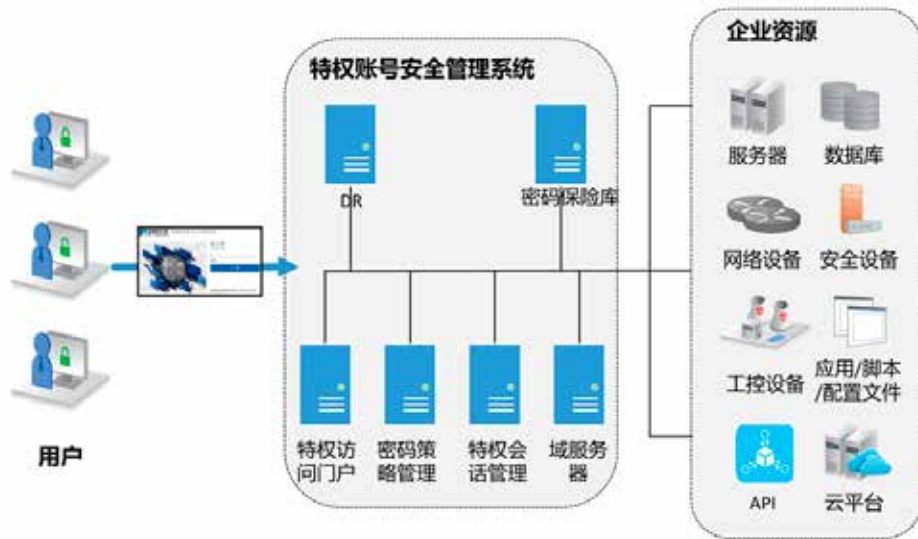 企业资源
特权账号安全管理系统
服务器
数据库
DR
密码保险库
网络设备
安全设备
工控设备
应用/脚本
/配置文件
特权访
问门户
密码策
略管理
特权会
话管理
域服务
器
用户
API
云平台